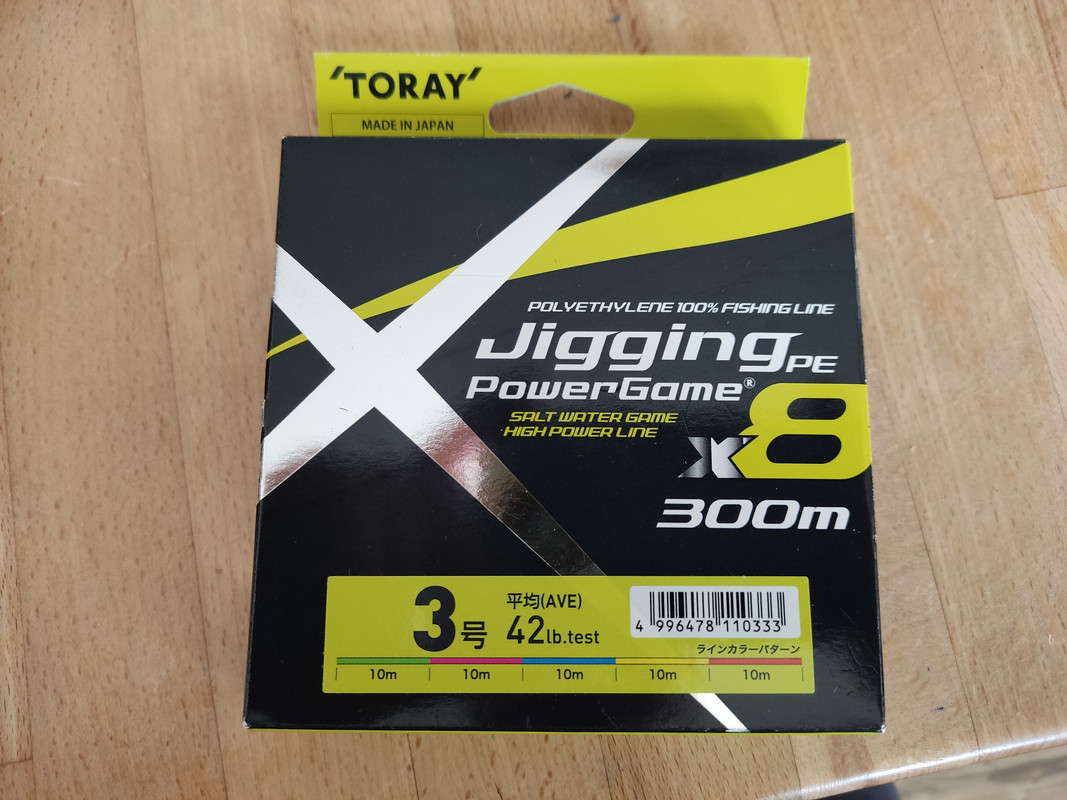 'TORAY'
MADE IN JAPAN
POLYETHYLENE 100% FISHING LINE
Jigging PE
PowerGame®
SALT WATER GAME
HIGH POWER LINE
X8
300m
3号
平均(AVE)
42lb.test
4 996478 110333
ラインカラーパターン
10m 10m 10m 10m 10m